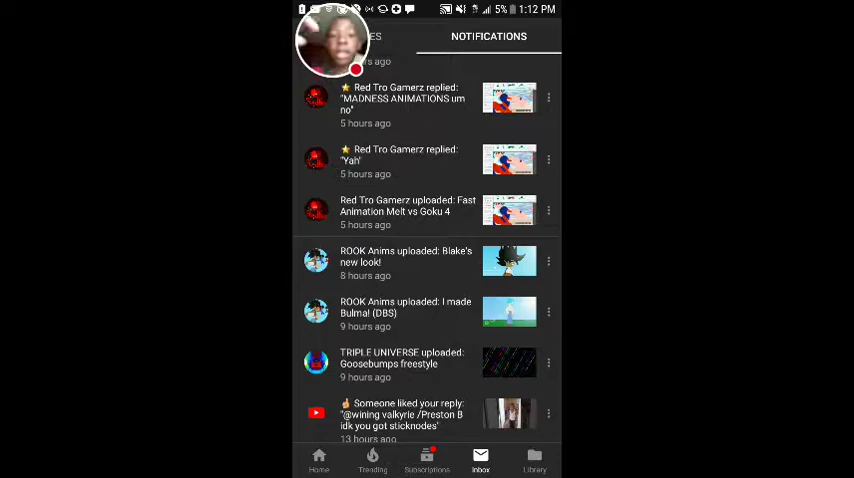 5% 1:12 PM
ES
NOTIFICATIONS
rs ago
Red Tro Gamerz replied:
"MADNESS ANIMATIONS um
no"
5 hours ago
Red Tro Gamerz replied:
"Yah"
5 hours ago
Red Tro Gamerz uploaded: Fast
Animation Melt vs Goku 4
5 hours ago
ROOK Anims uploaded: Blake's
new look!
8 hours ago
ROOK Anims uploaded: I made
Bulma! (DBS)
9 hours ago
TRIPLE UNIVERSE uploaded:
Goosebumps freestyle
9 hours ago
Someone liked your reply:
"@wining valkyrie /Preston B
idk you got sticknodes"
13 hours ago
Home
Trending
Subscriptions
Inbox
Library